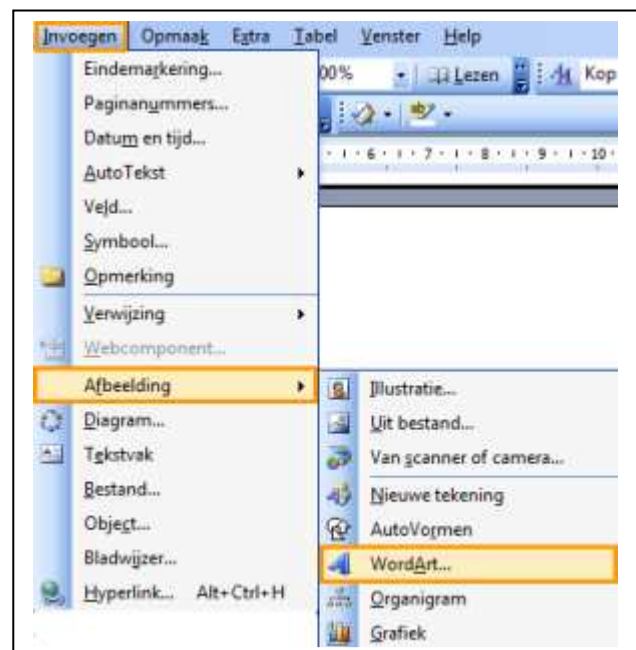 Invoegen Opmaak Extra Tabel Venster Help
Eindemarkering...
00% Lezen Kop
Paginanummers...
Datum en tijd...
AutoTekst
6 7 8 9 10
Veld...
Symbool...
Opmerking
Verwijzing
Webcomponent...
Afbeelding
Illustratie...
Diagram...
Uit bestand...
Tekstvak
Van scanner of camera...
Bestand...
Nieuwe tekening
Object...
AutoVormen
Bladwijzer...
WordArt...
Hyperlink... Alt+Ctrl+H
Organigram
Grafiek